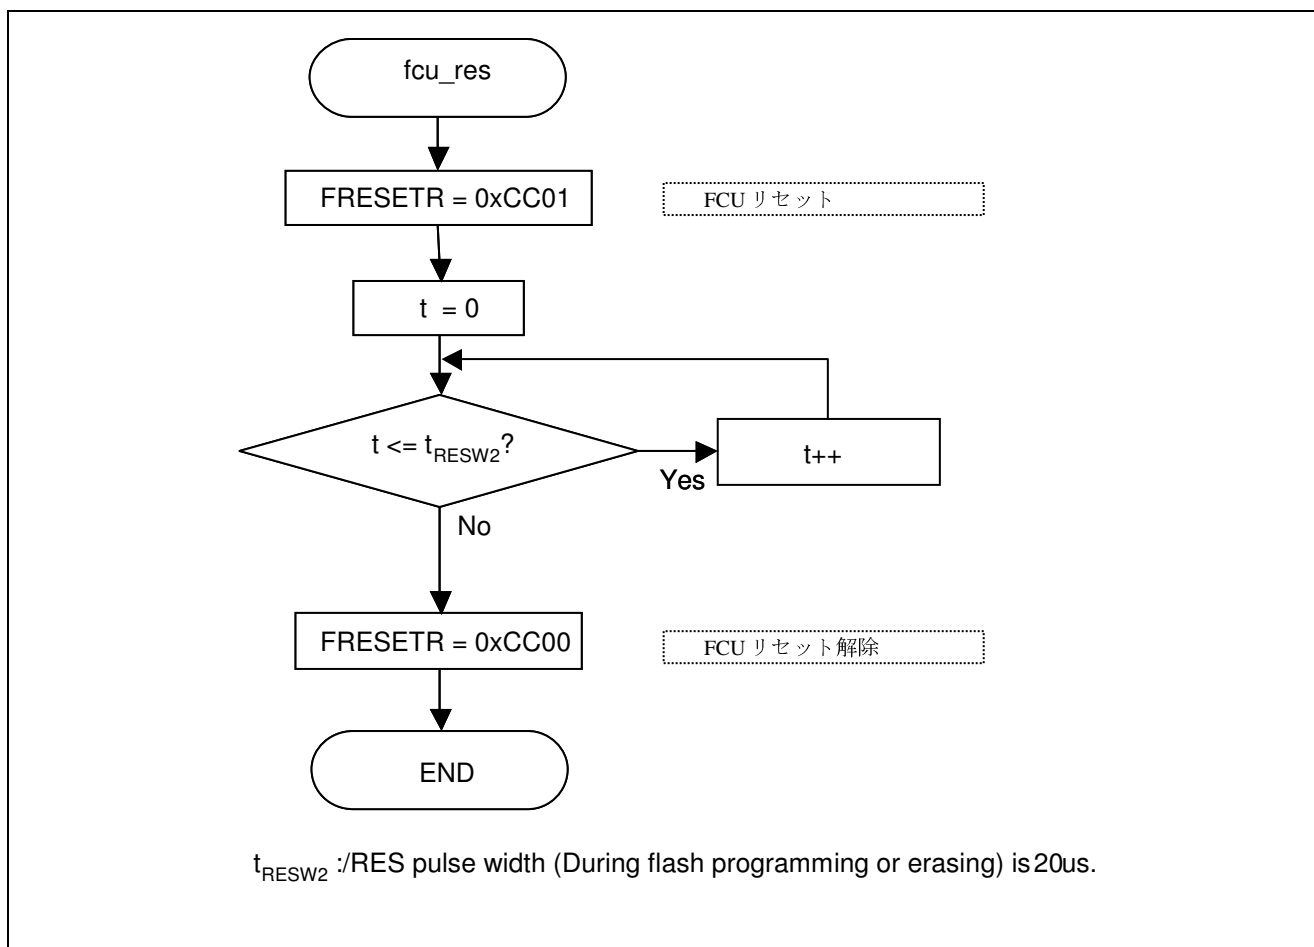 fcu_res
FRESETR = 0xCC01
FCU リセット
t = 0
t <= tRESW2?
Yes
t++
No
FRESETR = 0xCC00
FCU リセット解除
END
tRESW2 :/RES pulse width (During flash programming or erasing) is 20us.